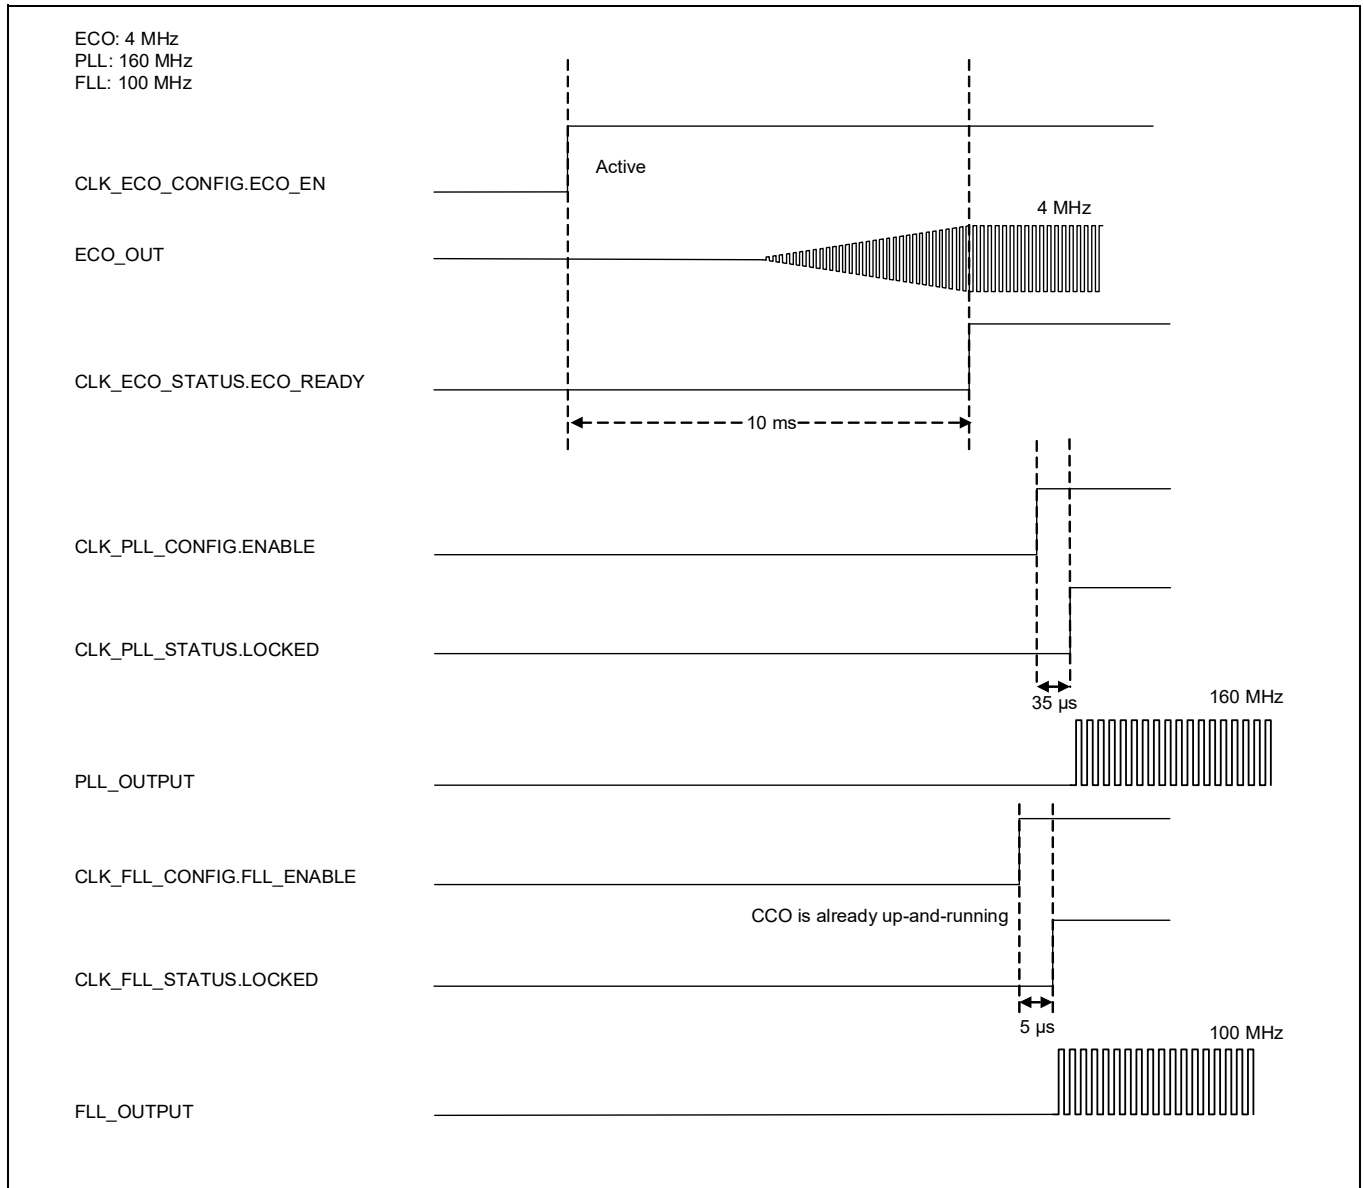 ECO: 4 MHz
PLL: 160 MHz
FLL: 100 MHz
Active
CLK_ECO_CONFIG.ECO_EN
4 MHz
ECO_OUT
CLK_ECO_STATUS.ECO_READY
10 ms
CLK_PLL_CONFIG.ENABLE
CLK_PLL_STATUS.LOCKED
35 µs
160 MHz
PLL_OUTPUT
CLK_FLL_CONFIG.FLL_ENABLE
CCO is already up-and-running
CLK_FLL_STATUS.LOCKED
5 µs
100 MHz
FLL_OUTPUT